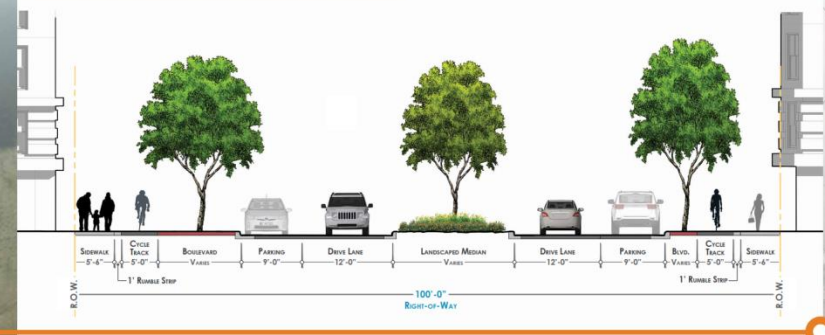 SIDEWALK
5'-6"
CYCLE
TRACK
5'-0"
BOULEVARD
VARIES
PARKING
9'-0"
DRIVE LANE
12'-0"
LANDSCAPED MEDIAN
VARIES
DRIVE LANE
12'-0"
PARKING
9'-0"
BLVD.
VARIES
CYCLE
TRACK
5'-0"
SIDEWALK
5'-6"
1' RUMBLE STRIP
1' RUMBLE STRIP
R.O.W.
100'-0"
RIGHT-OF-WAY
R.O.W.